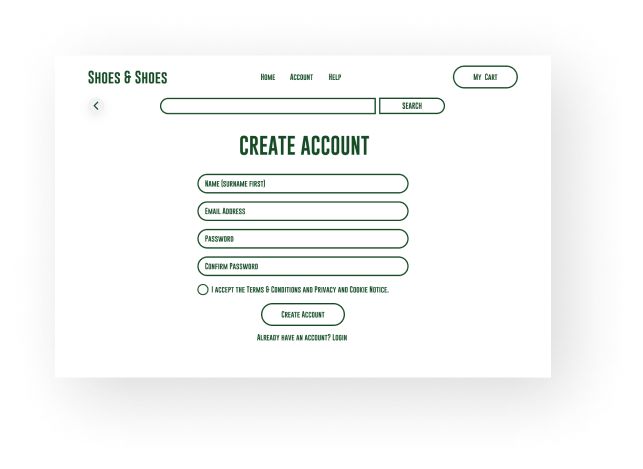 Shoes & Shoes
Home Account Help
My Cart
SEARCH
CREATE ACCOUNT
Name (surname first)
Email Address
Password
Confirm Password
I accept the Terms & Conditions and Privacy and Cookie Notice.
Create Account
Already have an account? Login